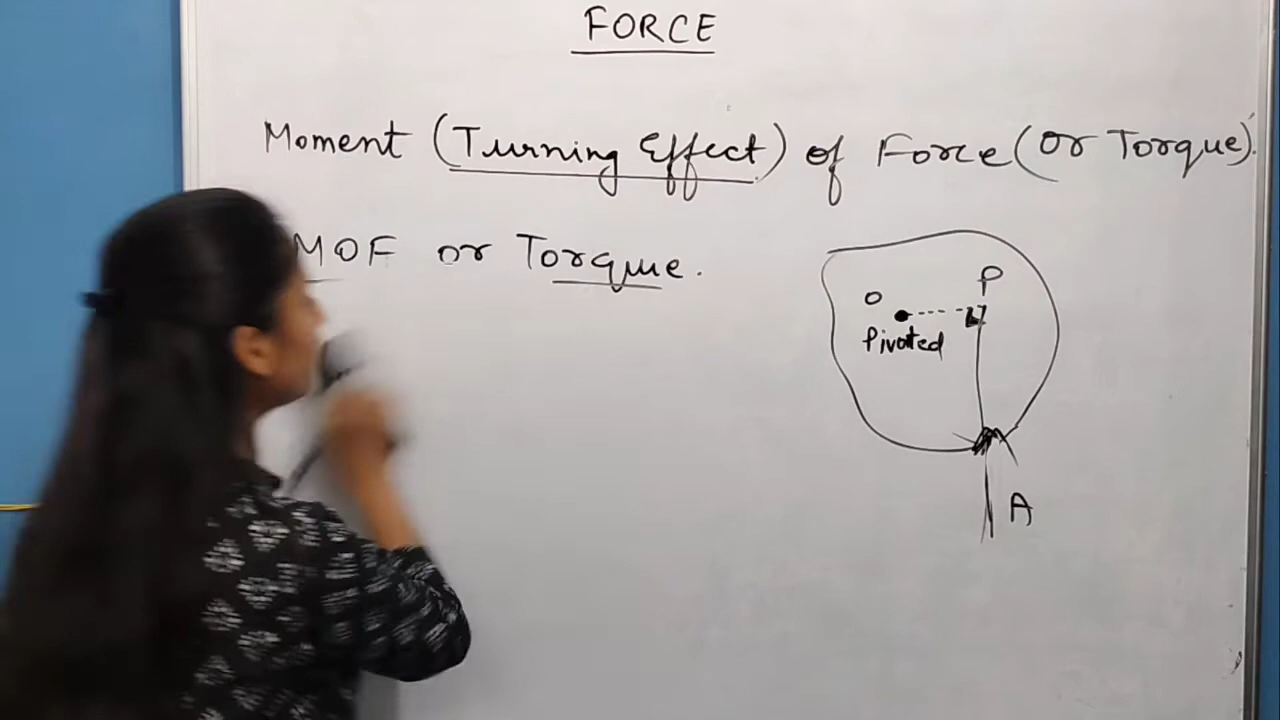 FORCE
Moment (Turning Effect) of Force (or Torque).
MOF or Torque.
P
O
Pivoted
A